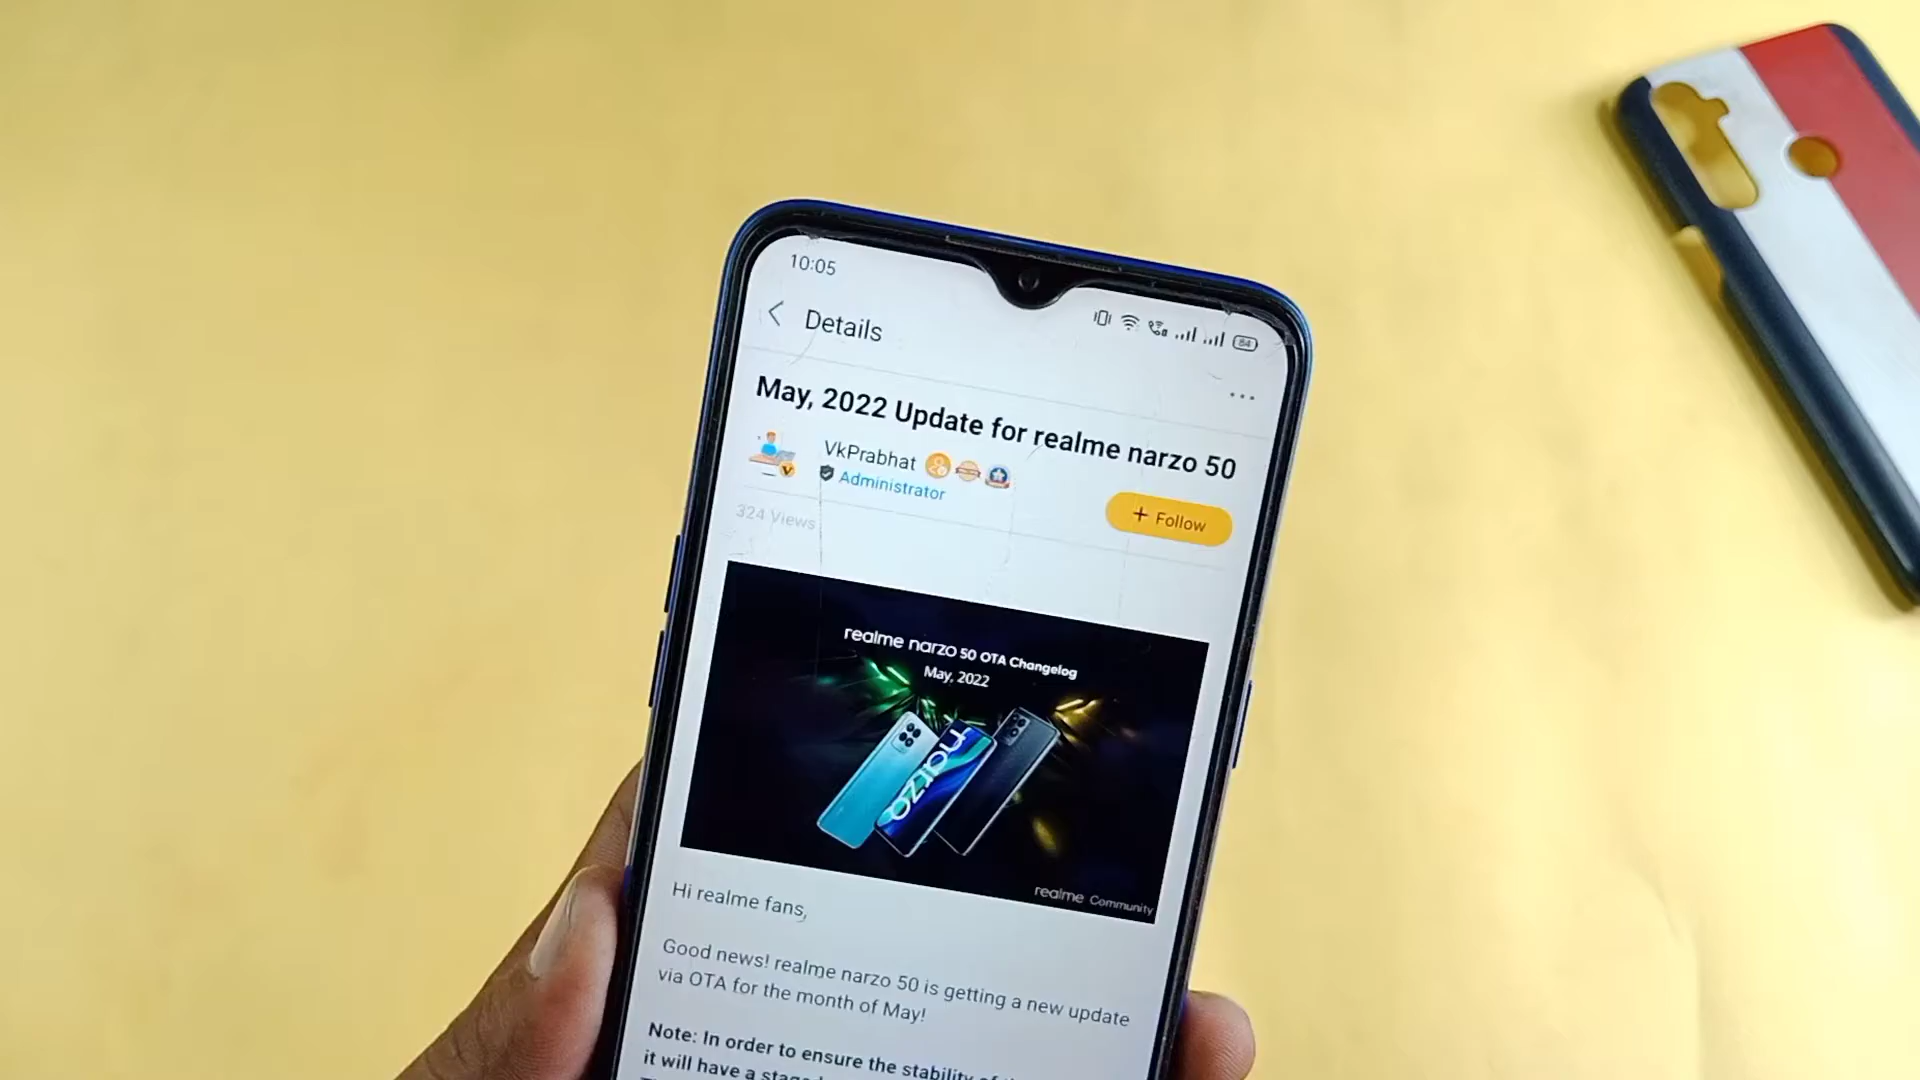 10:05
84
Details
May, 2022 Update for realme narzo 50
VkPrabhat
Administrator
324 Views
+ Follow
realme narzo 50 OTA Changelog
May, 2022
narzo
realme Community
Hi realme fans,
Good news! realme narzo 50 is getting a new update
via OTA for the month of May!
Note: In order to ensure the stability of
it will have a